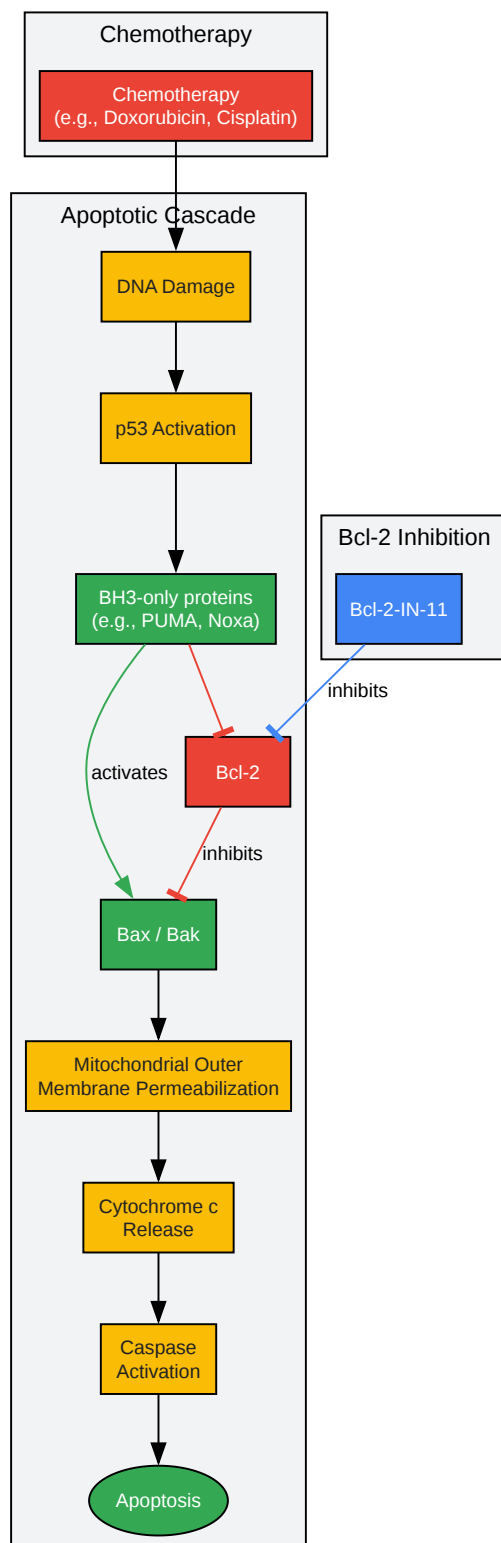 Chemotherapy
Chemotherapy
(e.g., Doxorubicin, Cisplatin)
Apoptotic Cascade
DNA Damage
p53 Activation
BH3-only proteins
(e.g., PUMA, Noxa)
Bcl-2 Inhibition
Bcl-2-IN-11
inhibits
activates
Bcl-2
inhibits
Bax / Bak
Mitochondrial Outer
Membrane Permeabilization
Cytochrome c
Release
Caspase
Activation
Apoptosis